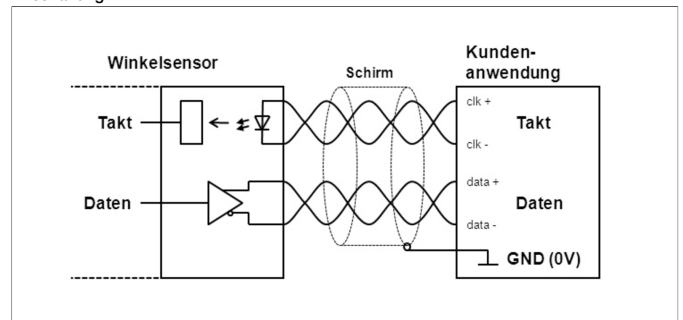 Winkelsensor
Schirm
Kunden-
anwendung
Takt
clk +
Takt
clk -
data +
Daten
Daten
data -
GND (0V)